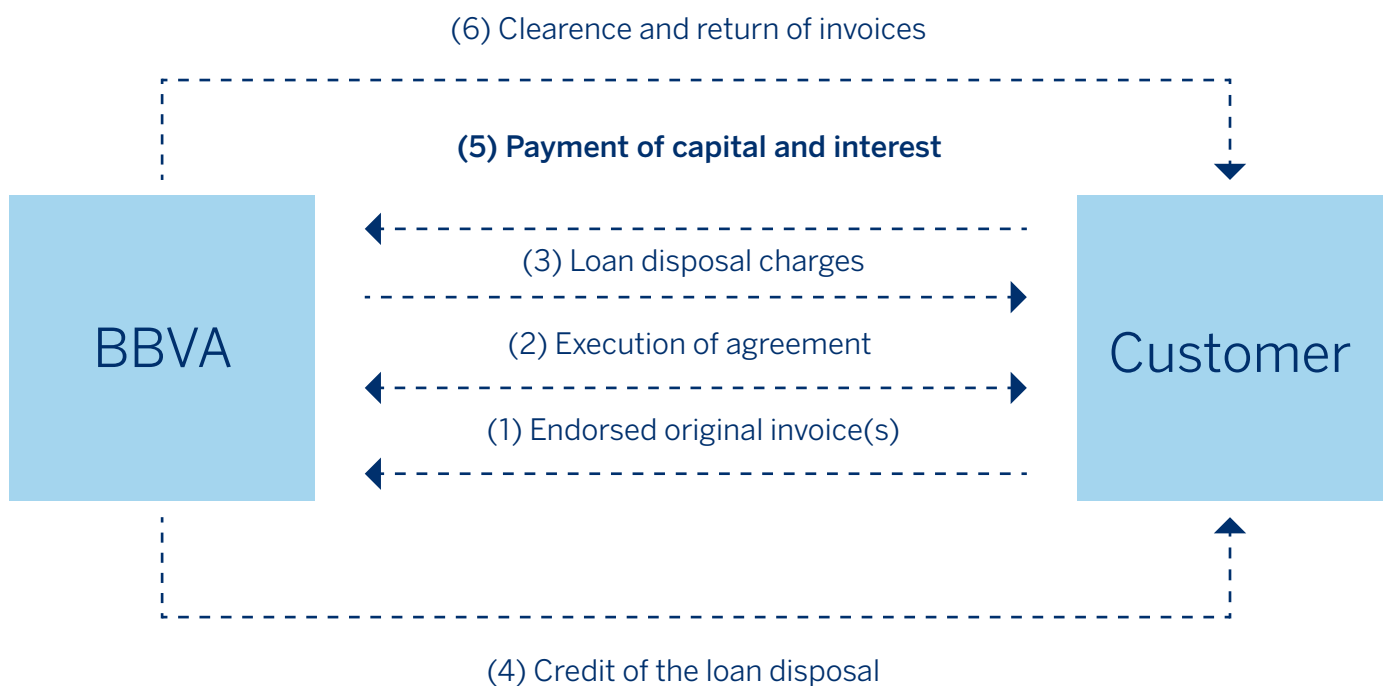 (6) Clearence and return of invoices
(5) Payment of capital and interest
(3) Loan disposal charges
(2) Execution of agreement
(1) Endorsed original invoice(s)
BBVA
Customer
(4) Credit of the loan disposal